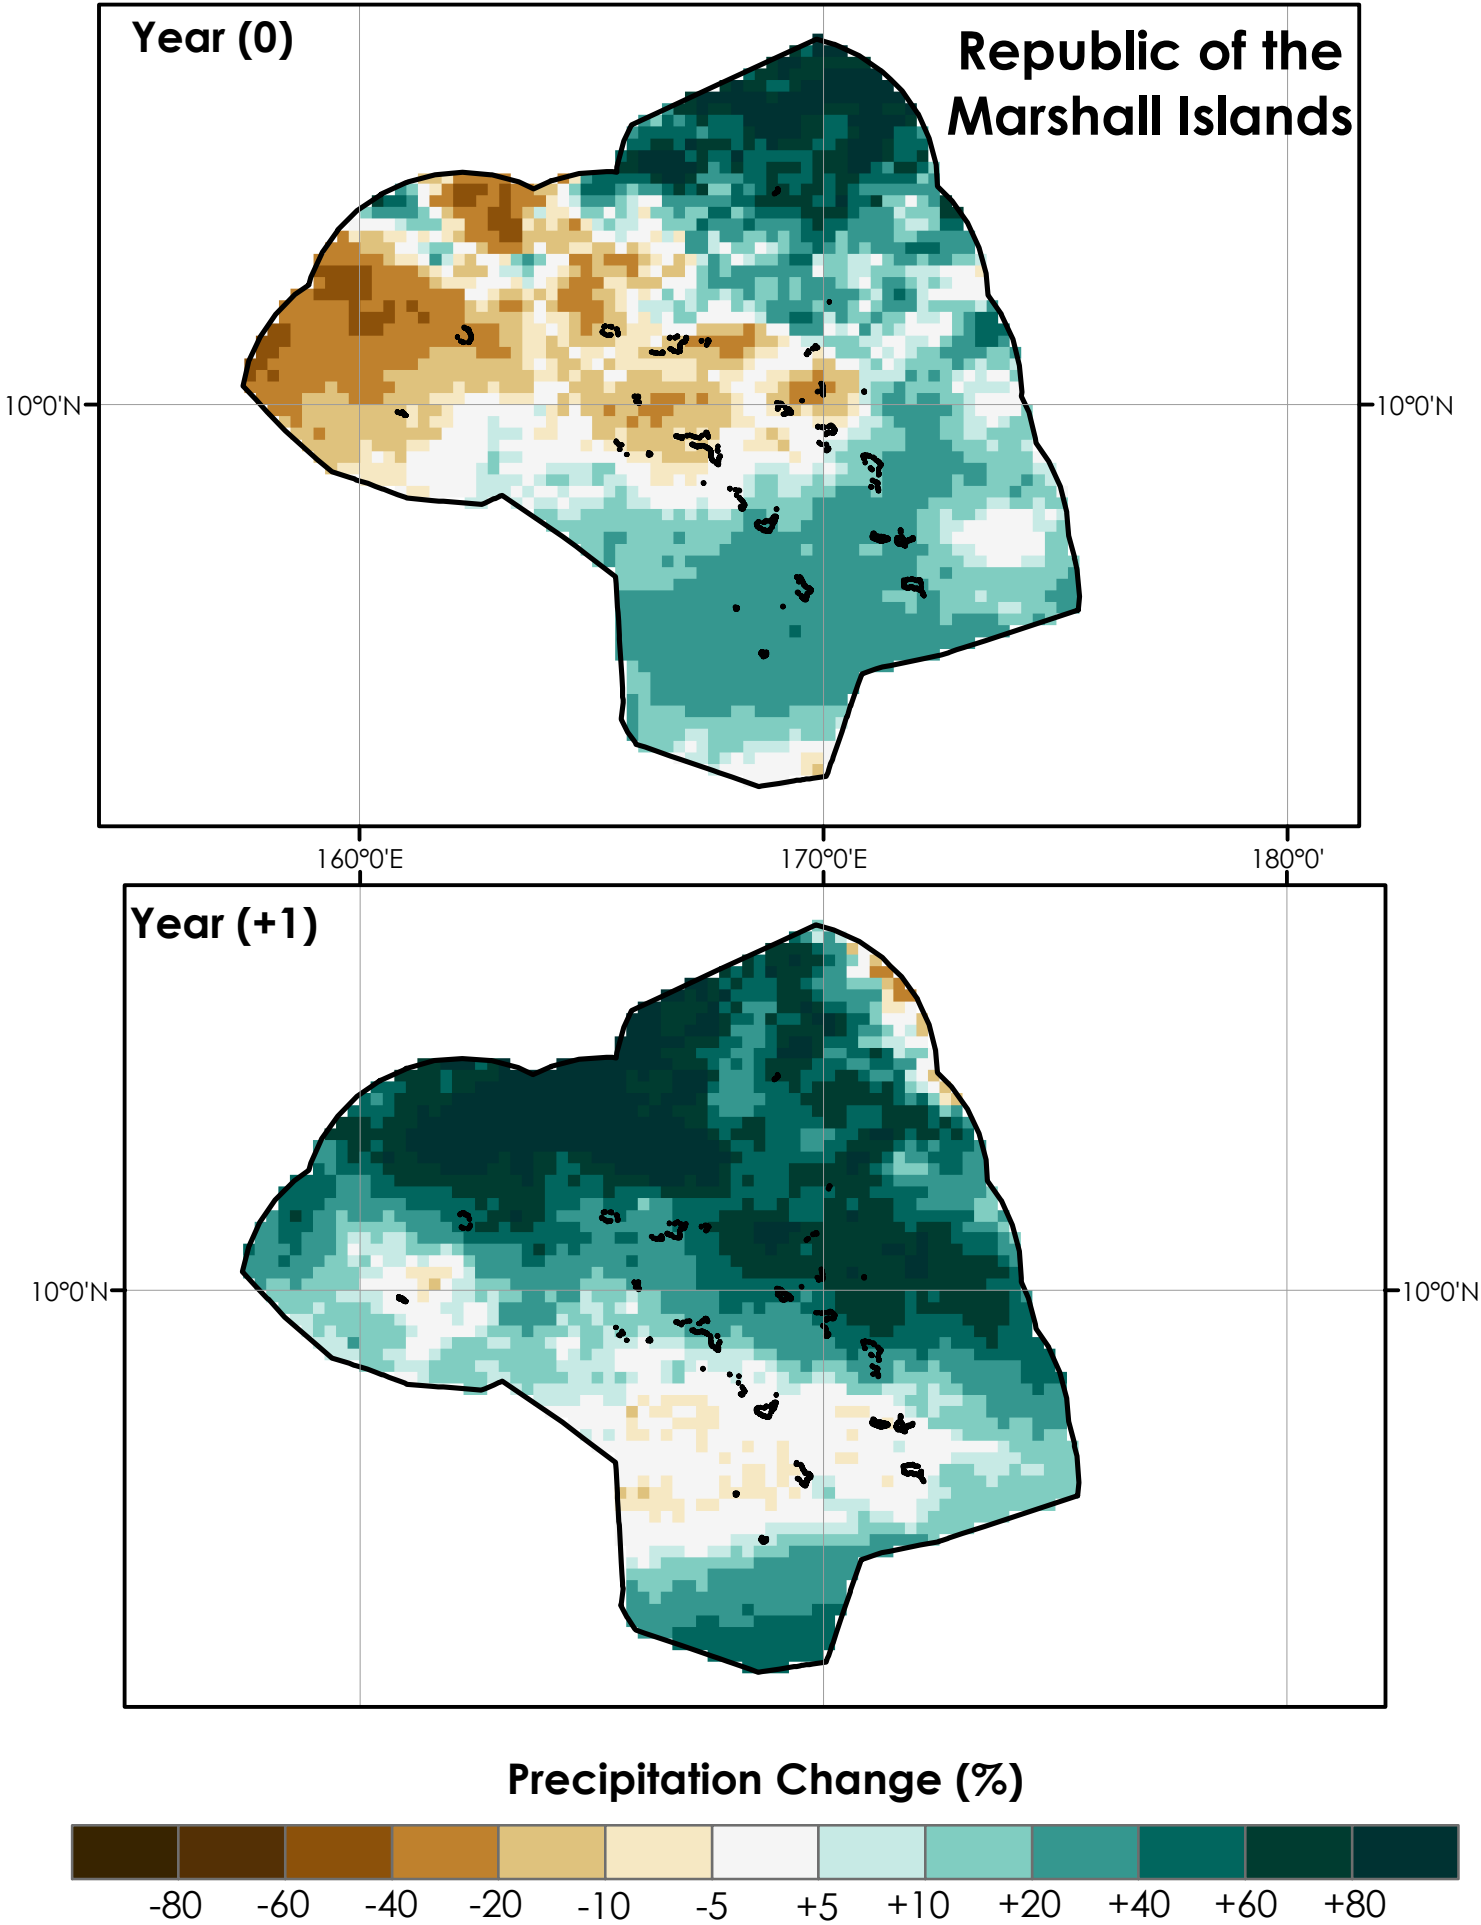 Year (0)
Republic of the
Marshall Islands
10°0'N
10°0'N
160°0'E
170°0'E
180°0'
Year (+1)
10°0'N
10°0'N
Precipitation Change (%)
-80
-60
-40
-20
-10
-5
+5
+10
+20
+40
+60
+80